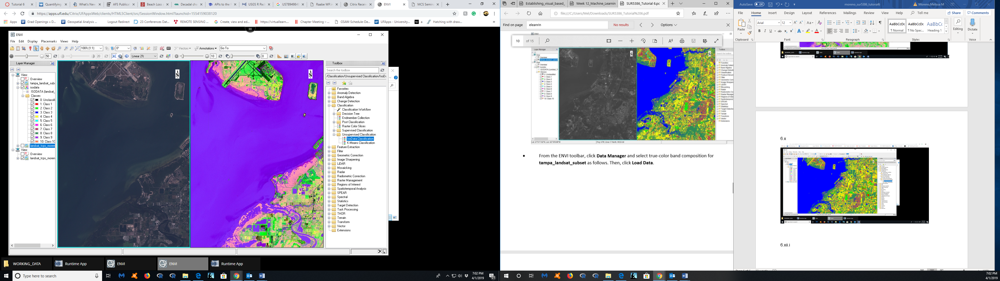 Tutorial 6
Quantifying
What's New
AFS Publicat
Beach Loss.e
Decadal cha
APIs to the
USGS R Pack
US78949848
Raabe WP.in
Citrix Receiv
ENVI
MCS Semina
https://apps.ufl.edu/Citrix/UFAppsWeb/clients/HTML5Client/src/SessionWindow.html?launchid=1554159038120
Apps
Grad Openings » D...
Geospatial Analysis ...
Logout Redirect
23 Conferences Dat...
REMOTE SENSING ...
Create, view and ed...
https://virtuallearn...
Chapter Meeting – ...
GSAW-Schedule-De...
UFApps - University...
a
Hatching with draw...
ENVI
File Edit Display Placemarks Views Help
100% (1:1)
0°
Vectors
Annotations
Go To
50
20
Linear 2%
10
0
Layer Manager
View
Overview
tampa_landsat_subs
isodata
ISODATA (landsat_
Classes
0: Unclassifi
1: Class 1
2: Class 2
3: Class 3
4: Class 4
5: Class 5
6: Class 6
7: Class 7
8: Class 8
9: Class 9
10: Class 10
landsat_tcps_moren
View
Overview
landsat_tcps_moren
N
N
Toolbox
Search the toolbox
/Classification/Unsupervised Classification/IsoDa
Favorites
Anomaly Detection
Band Algebra
Change Detection
Classification
Classification Workflow
Decision Tree
Endmember Collection
Post Classification
Raster Color Slices
Supervised Classification
Unsupervised Classification
IsoData Classification
K-Means Classification
Feature Extraction
Filter
Geometric Correction
Image Sharpening
LiDAR
Mosaicking
Radar
Radiometric Correction
Raster Management
Regions of Interest
Spatiotemporal Analysis
SPEAR
Spectral
Statistics
Target Detection
Task Processing
THOR
Terrain
Transform
Vector
Extensions
WORKING_DATA
Runtime App
ENVI
ENVI
Runtime App
Type here to search
7:02 PM
4/1/2019
21
Establishing_visual_based_
Week 12_Machine_Learnin
SUR5386_Tutorial 6.pc
file:///C:/Users/Mel/Downloads/SUR5386_Tutorial%206.pdf
Find on page
eleanrin
No results
Options
10 of 15
• From the ENVI toolbar, click Data Manager and select true-color band composition for
tampa_landsat_subset as follows. Then, click Load Data.
AutoSave Off
moreno_sur5386_tutorial6
Moreno,Melissa M
File Home Insert Design Layout References Mailings Review View Help Tell me
Share
Comments
Paste
Clipboard
Arial
12
Font
Paragraph
AaBbCcDc
¶ Normal
AaBbCcDc
¶ No Spac...
AaBbCc
Heading 1
Styles
Editing
Dictate
Voice
6.x
6.xii.i
7:02 PM
4/1/2019